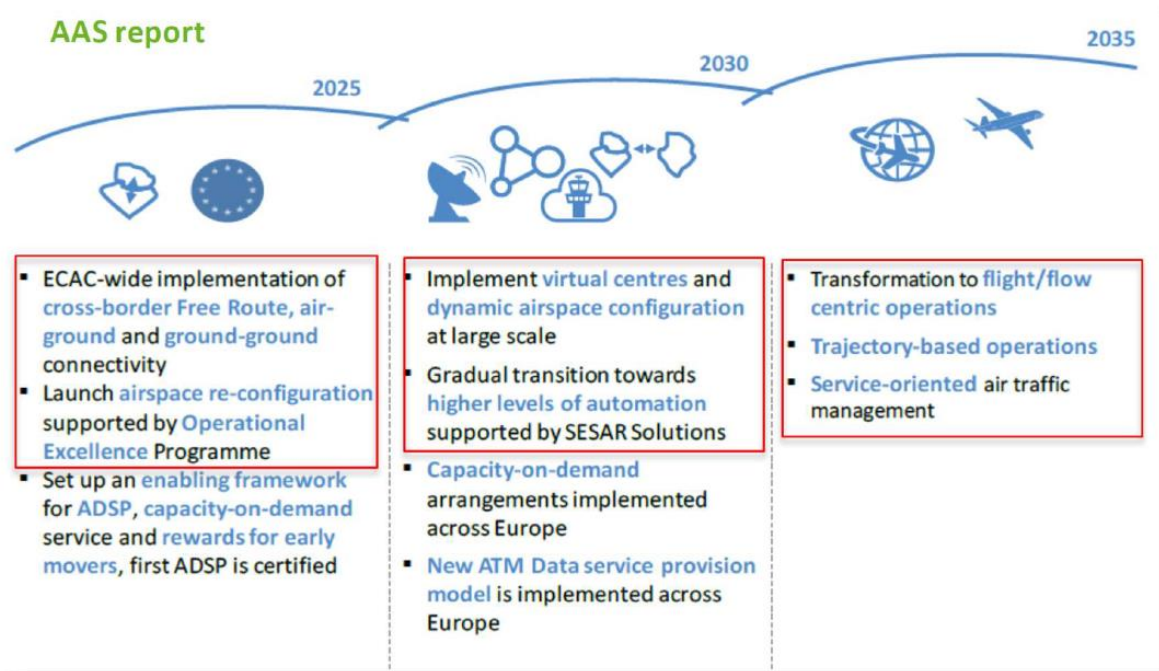 AAS report
2025
2030
2035
▪ ECAC-wide implementation of
cross-border Free Route, air-
ground and ground-ground
connectivity
▪ Launch airspace re-configuration
supported by Operational
Excellence Programme
▪ Set up an enabling framework
for ADSP, capacity-on-demand
service and rewards for early
movers, first ADSP is certified
▪ Implement virtual centres and
dynamic airspace configuration
at large scale
▪ Gradual transition towards
higher levels of automation
supported by SESAR Solutions
▪ Capacity-on-demand
arrangements implemented
across Europe
▪ New ATM Data service provision
model is implemented across
Europe
▪ Transformation to flight/flow
centric operations
▪ Trajectory-based operations
▪ Service-oriented air traffic
management